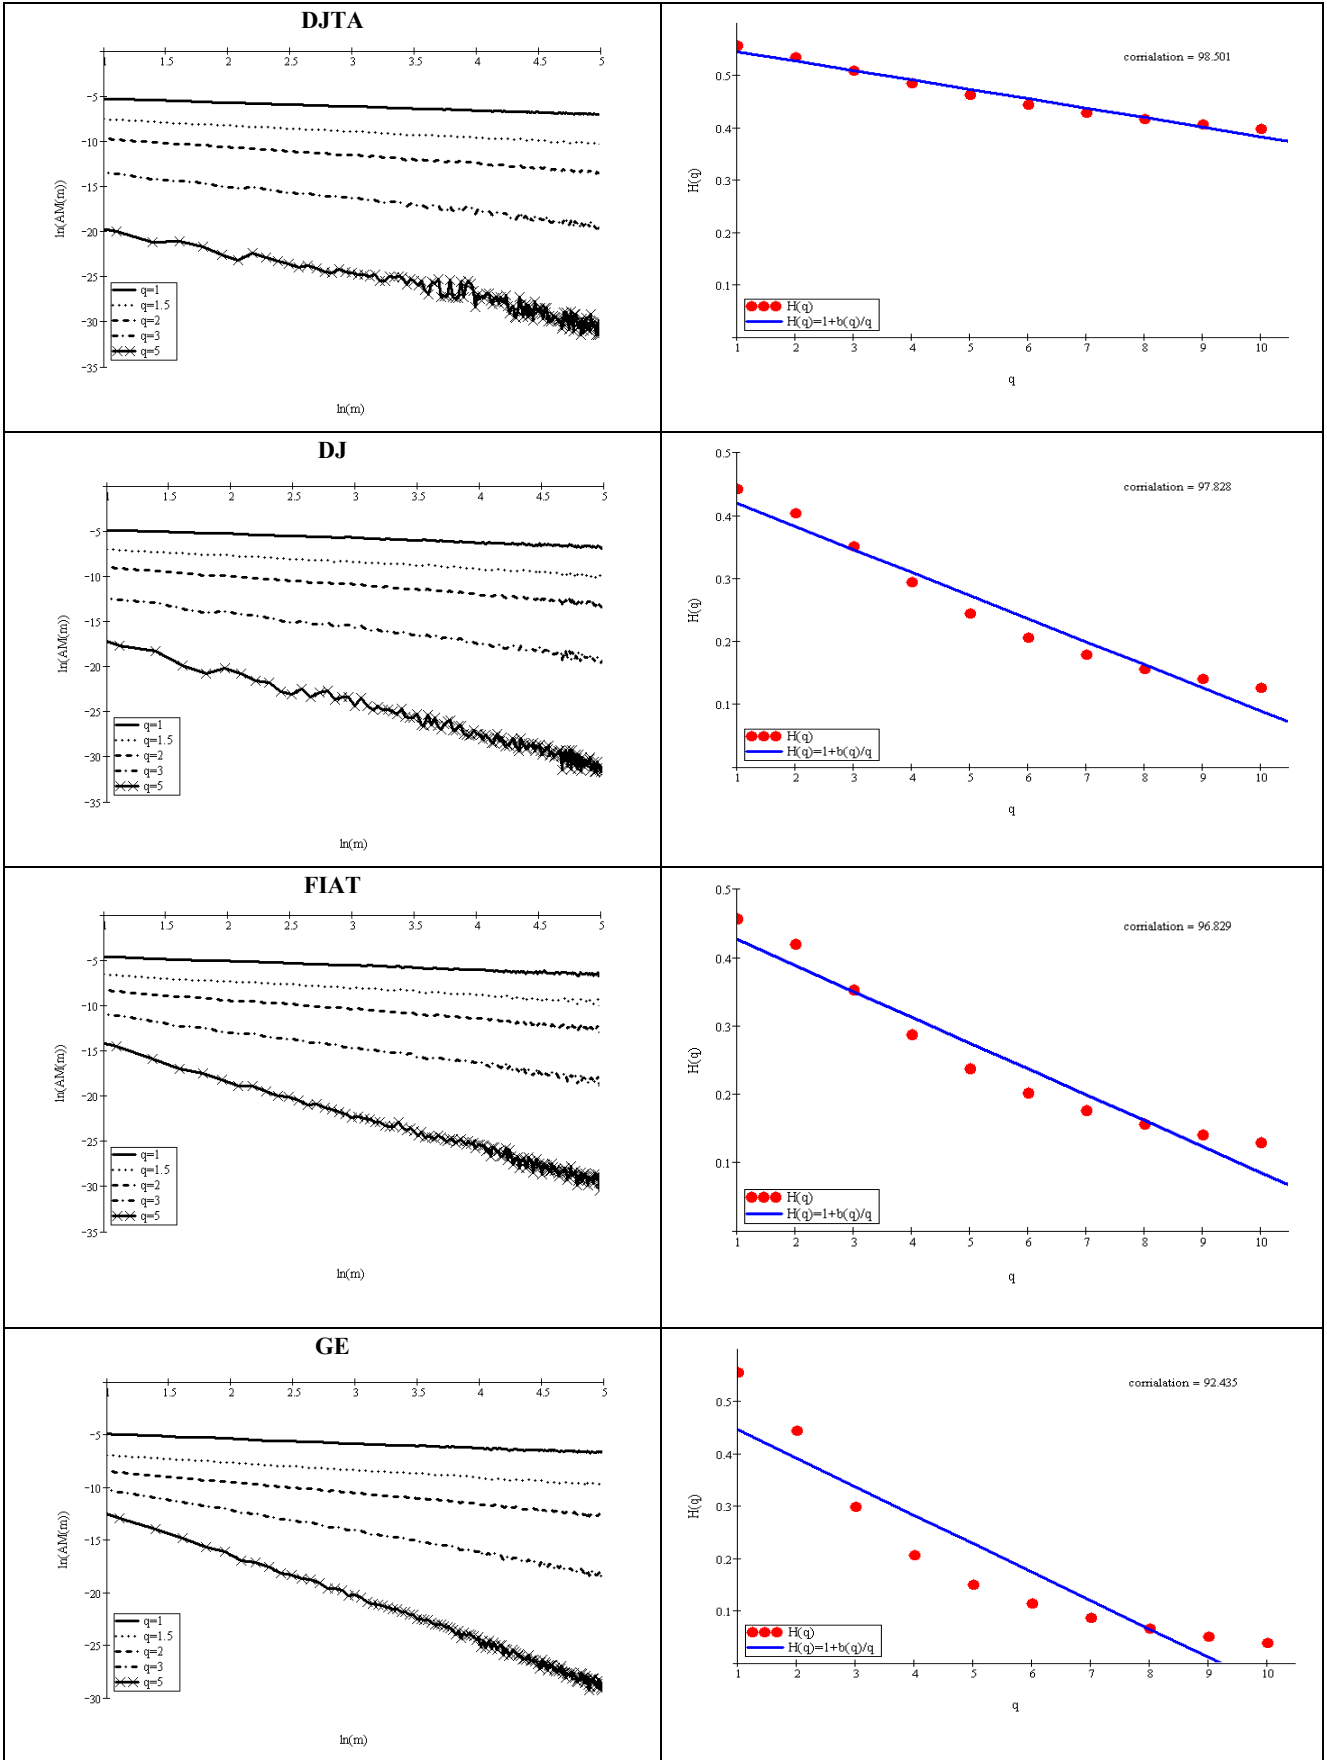 DJTA
1 1.5 2 2.5 3 3.5 4 4.5 5
−5
−10
−15
−20
−25
−30
−35
ln(AM(m))
q=1
q=1.5
q=2
q=3
q=5
ln(m)
corrialation = 98.501
0.5
0.4
0.3
0.2
0.1
H(q)
H(q)
H(q)=1+b(q)/q
1 2 3 4 5 6 7 8 9 10
q
DJ
1 1.5 2 2.5 3 3.5 4 4.5 5
−5
−10
−15
−20
−25
−30
−35
ln(AM(m))
q=1
q=1.5
q=2
q=3
q=5
ln(m)
corrialation = 97.828
0.5
0.4
0.3
0.2
0.1
H(q)
H(q)
H(q)=1+b(q)/q
1 2 3 4 5 6 7 8 9 10
q
FIAT
1 1.5 2 2.5 3 3.5 4 4.5 5
−5
−10
−15
−20
−25
−30
−35
ln(AM(m))
q=1
q=1.5
q=2
q=3
q=5
ln(m)
corrialation = 96.829
0.5
0.4
0.3
0.2
0.1
H(q)
H(q)
H(q)=1+b(q)/q
1 2 3 4 5 6 7 8 9 10
q
GE
1 1.5 2 2.5 3 3.5 4 4.5 5
−5
−10
−15
−20
−25
−30
ln(AM(m))
q=1
q=1.5
q=2
q=3
q=5
ln(m)
corrialation = 92.435
0.5
0.4
0.3
0.2
0.1
H(q)
H(q)
H(q)=1+b(q)/q
1 2 3 4 5 6 7 8 9 10
q